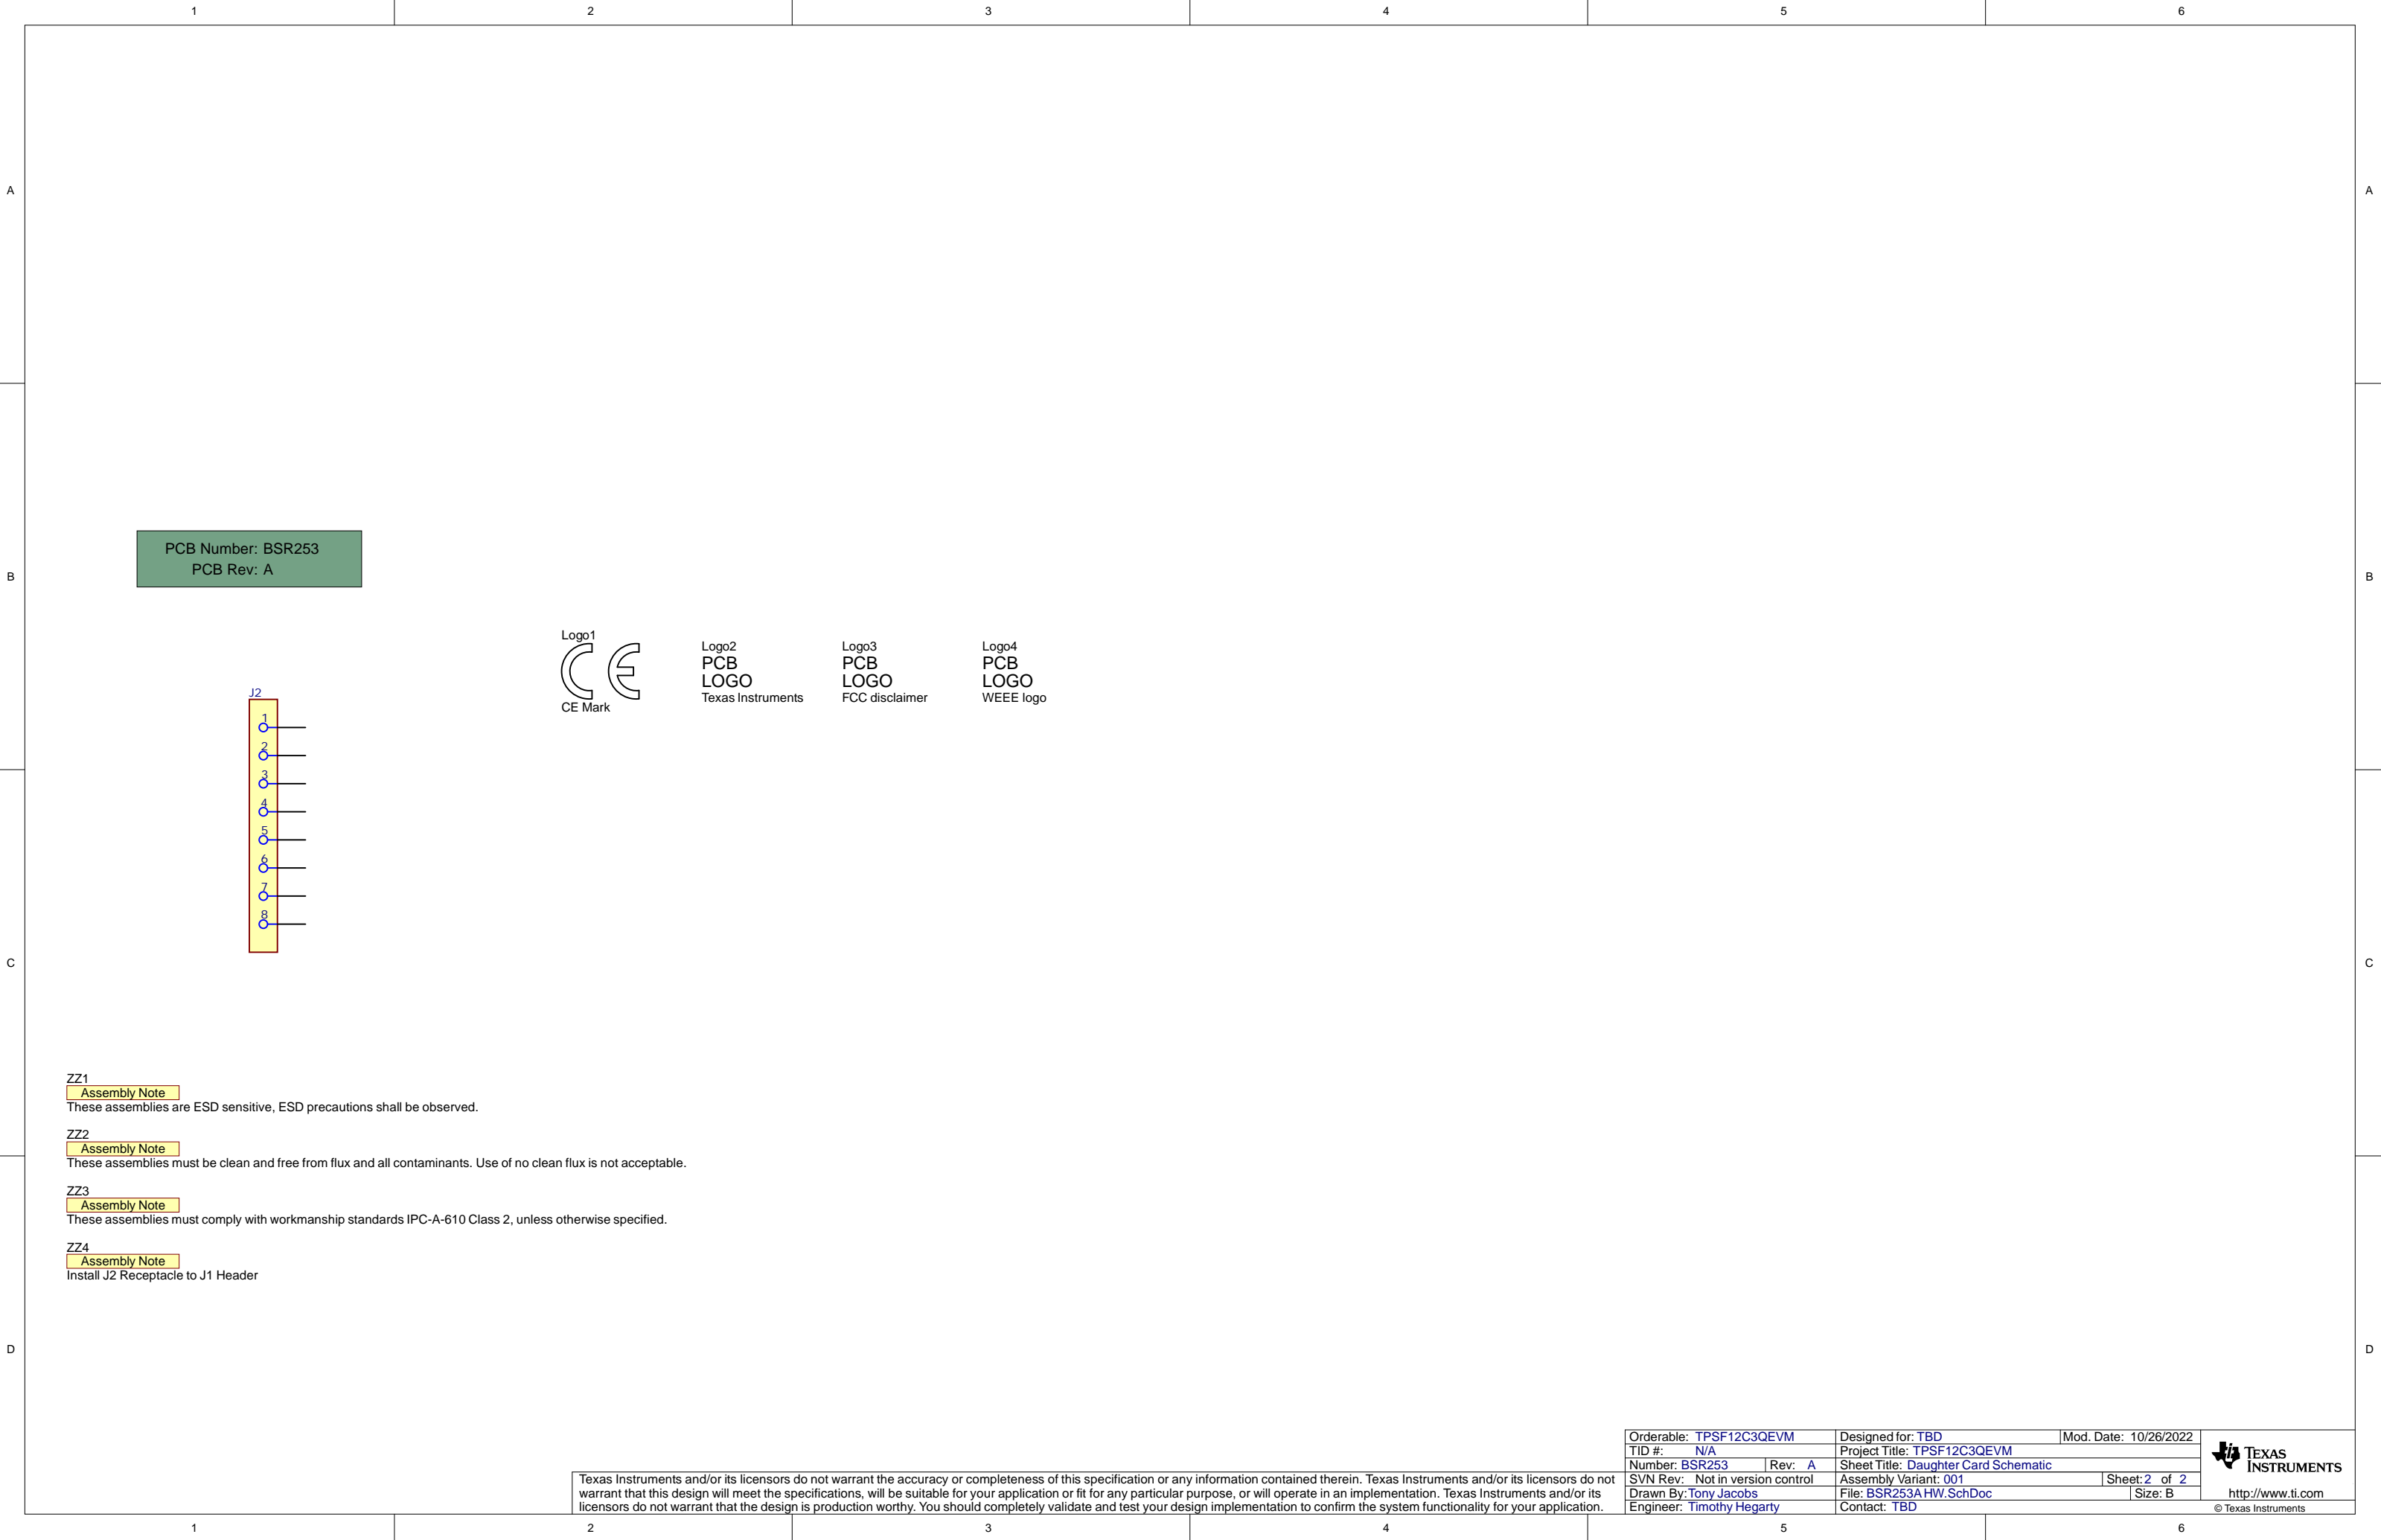 1 2 3 4 5 6
A A
PCB Number: BSR253
PCB Rev: A
B B
Logo1
CE
CE Mark
Logo2
PCB
LOGO
Texas Instruments
Logo3
PCB
LOGO
FCC disclaimer
Logo4
PCB
LOGO
WEEE logo
J2
1
2
3
4
5
6
7
8
C C
ZZ1
Assembly Note
These assemblies are ESD sensitive, ESD precautions shall be observed.
ZZ2
Assembly Note
These assemblies must be clean and free from flux and all contaminants. Use of no clean flux is not acceptable.
ZZ3
Assembly Note
These assemblies must comply with workmanship standards IPC-A-610 Class 2, unless otherwise specified.
ZZ4
Assembly Note
Install J2 Receptacle to J1 Header
D D
Texas Instruments and/or its licensors do not warrant the accuracy or completeness of this specification or any information contained therein. Texas Instruments and/or its licensors do not
warrant that this design will meet the specifications, will be suitable for your application or fit for any particular purpose, or will operate in an implementation. Texas Instruments and/or its
licensors do not warrant that the design is production worthy. You should completely validate and test your design implementation to confirm the system functionality for your application.
Orderable: TPSF12C3QEVM Designed for: TBD Mod. Date: 10/26/2022
TID #: N/A Project Title: TPSF12C3QEVM
Number: BSR253 Rev: A Sheet Title: Daughter Card Schematic
SVN Rev: Not in version control Assembly Variant: 001 Sheet: 2 of 2
Drawn By: Tony Jacobs File: BSR253A HW.SchDoc Size: B
Engineer: Timothy Hegarty Contact: TBD
TEXAS
INSTRUMENTS
http://www.ti.com
© Texas Instruments
1 2 3 4 5 6